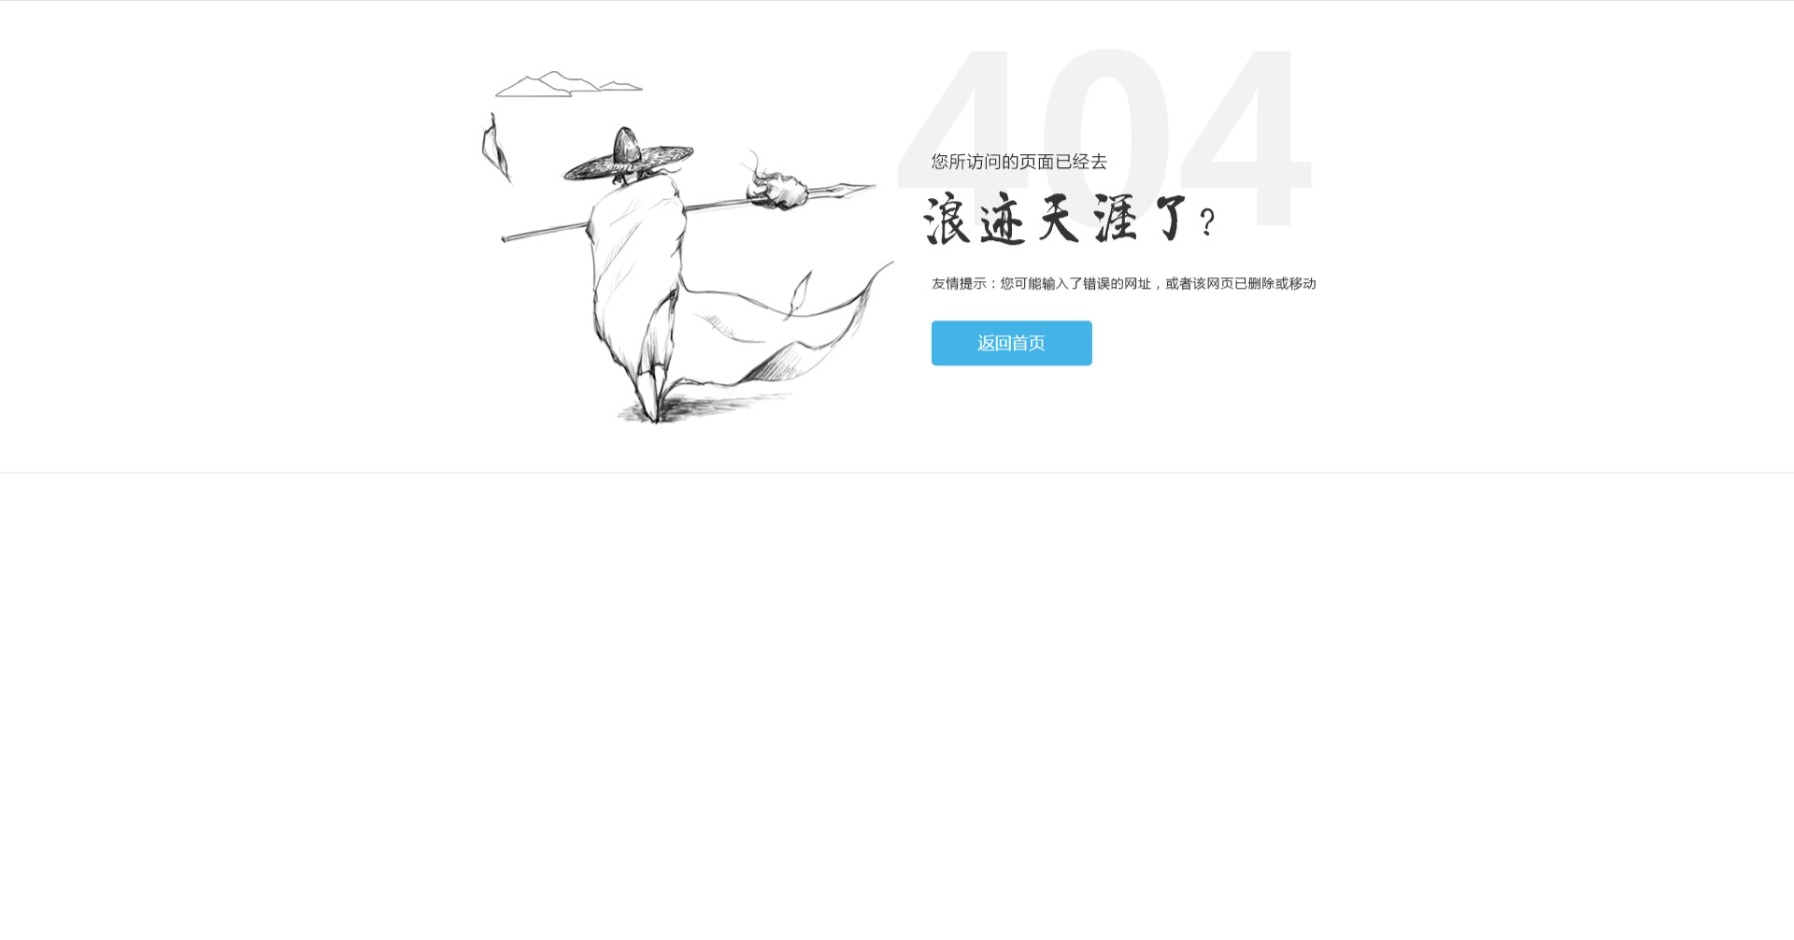 404
您所访问的页面已经去
浪迹天涯了?
友情提示：您可能输入了错误的网址，或者该网页已删除或移动
返回首页